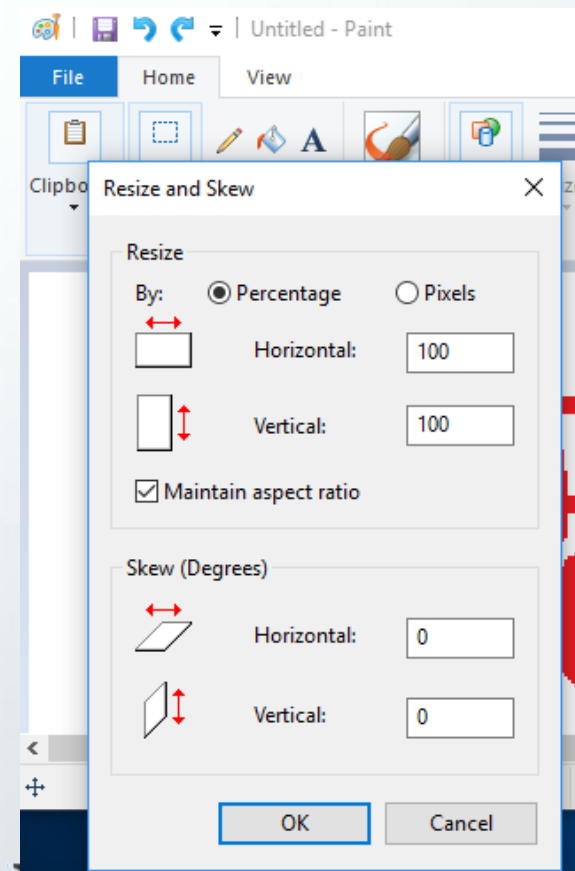 Untitled - Paint
File Home View
A
Clipbo
Resize and Skew
Resize
By: Percentage Pixels
Horizontal: 100
Vertical: 100
Maintain aspect ratio
Skew (Degrees)
Horizontal: 0
Vertical: 0
OK Cancel